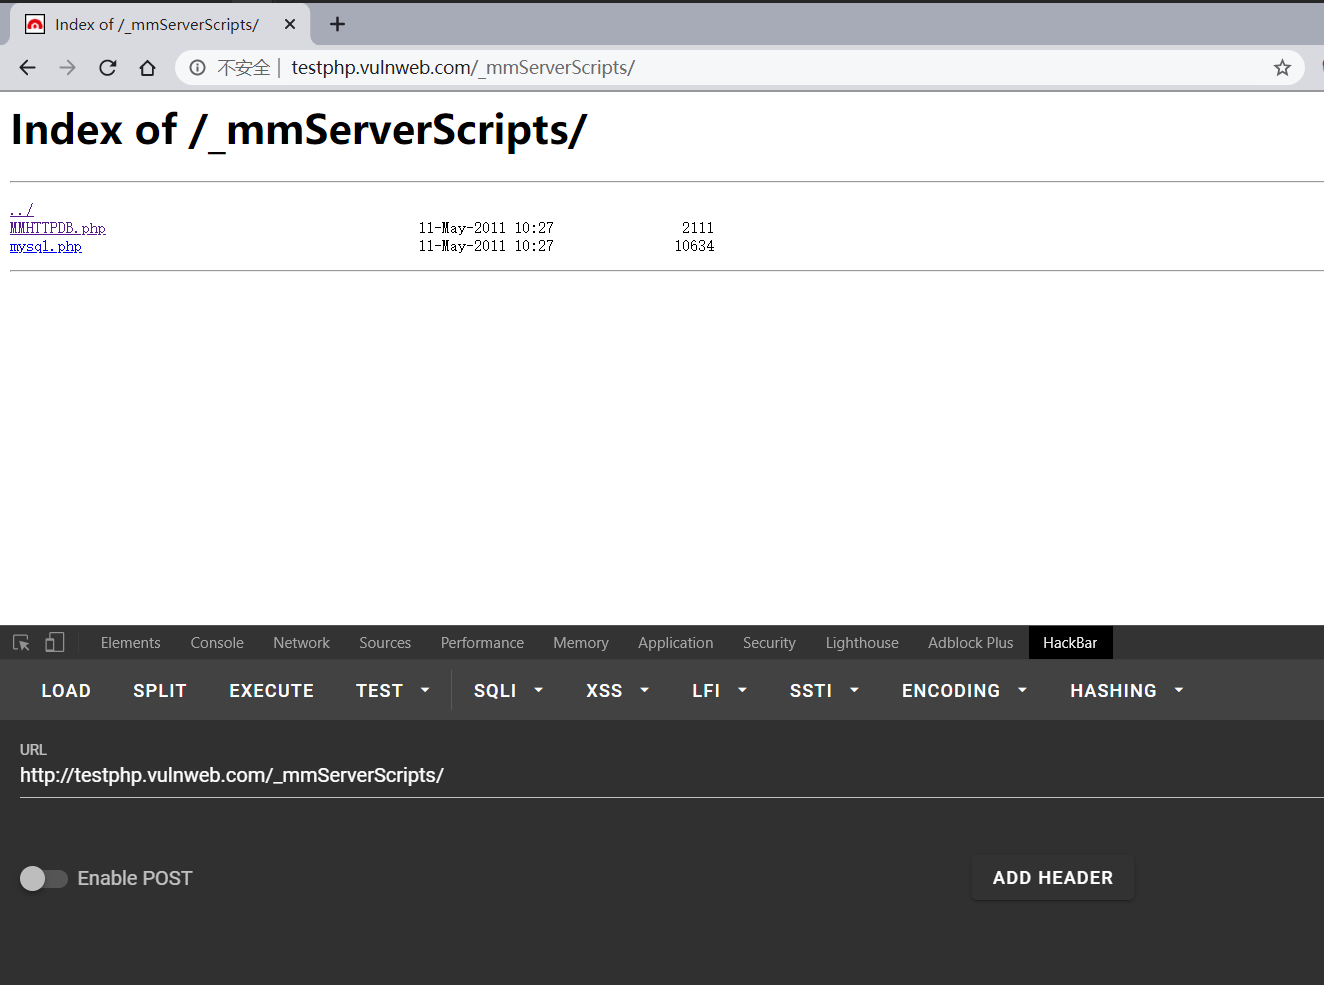 Index of /_mmServerScripts/
不安全 | testphp.vulnweb.com/_mmServerScripts/
Index of /_mmServerScripts/
../
MMHTTPDB.php 11-May-2011 10:27 2111
mysql.php 11-May-2011 10:27 10634
Elements Console Network Sources Performance Memory Application Security Lighthouse Adblock Plus HackBar
LOAD SPLIT EXECUTE TEST SQLI XSS LFI SSTI ENCODING HASHING
URL
http://testphp.vulnweb.com/_mmServerScripts/
Enable POST ADD HEADER